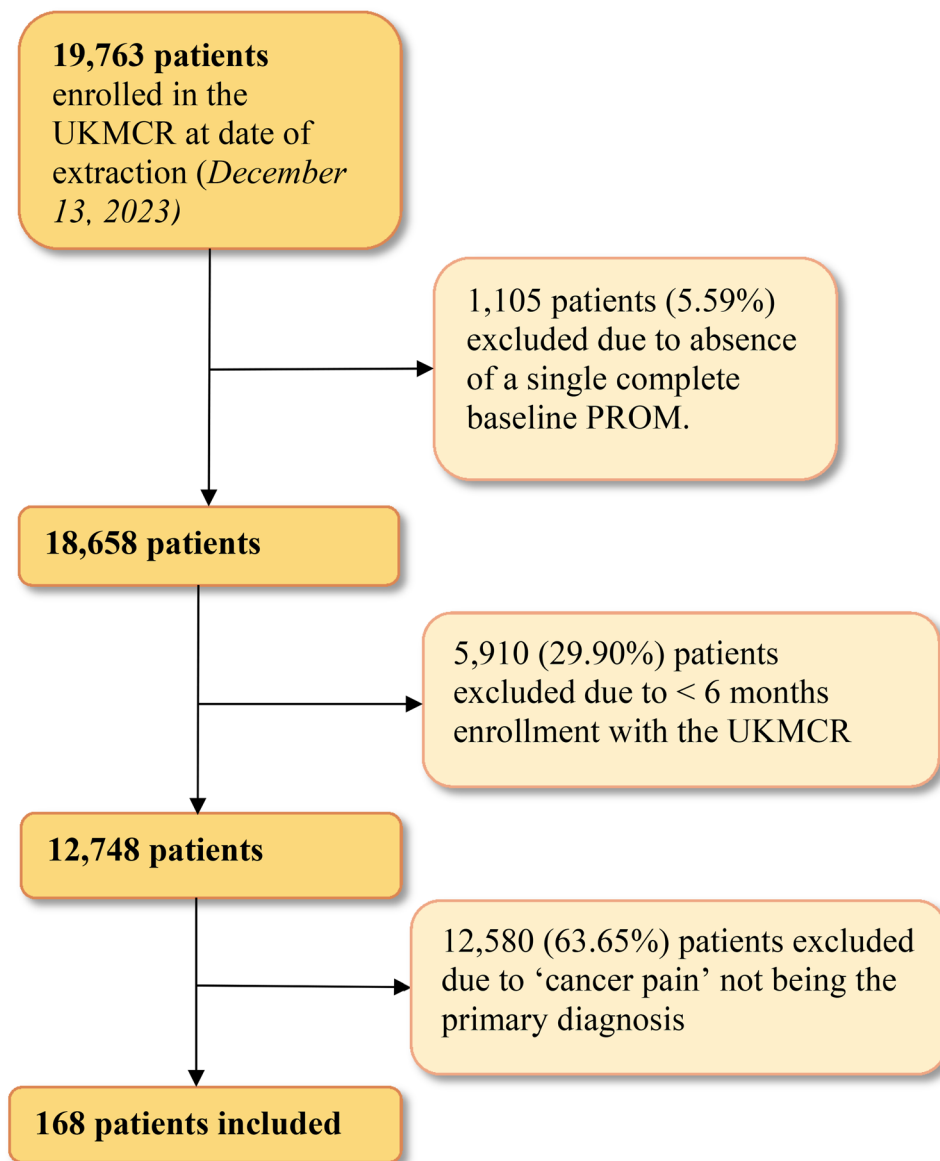 19,763 patients
enrolled in the
UKMCR at date of
extraction (December
13, 2023)
1,105 patients (5.59%)
excluded due to absence
of a single complete
baseline PROM.
18,658 patients
5,910 (29.90%) patients
excluded due to < 6 months
enrollment with the UKMCR
12,748 patients
12,580 (63.65%) patients excluded
due to ‘cancer pain’ not being the
primary diagnosis
168 patients included